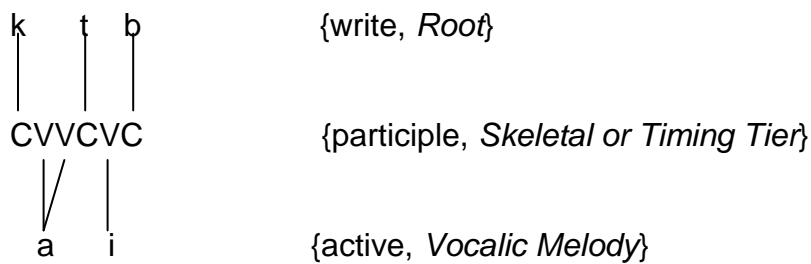 k t b {write, Root}
CVVCVC {participle, Skeletal or Timing Tier}
a i {active, Vocalic Melody}